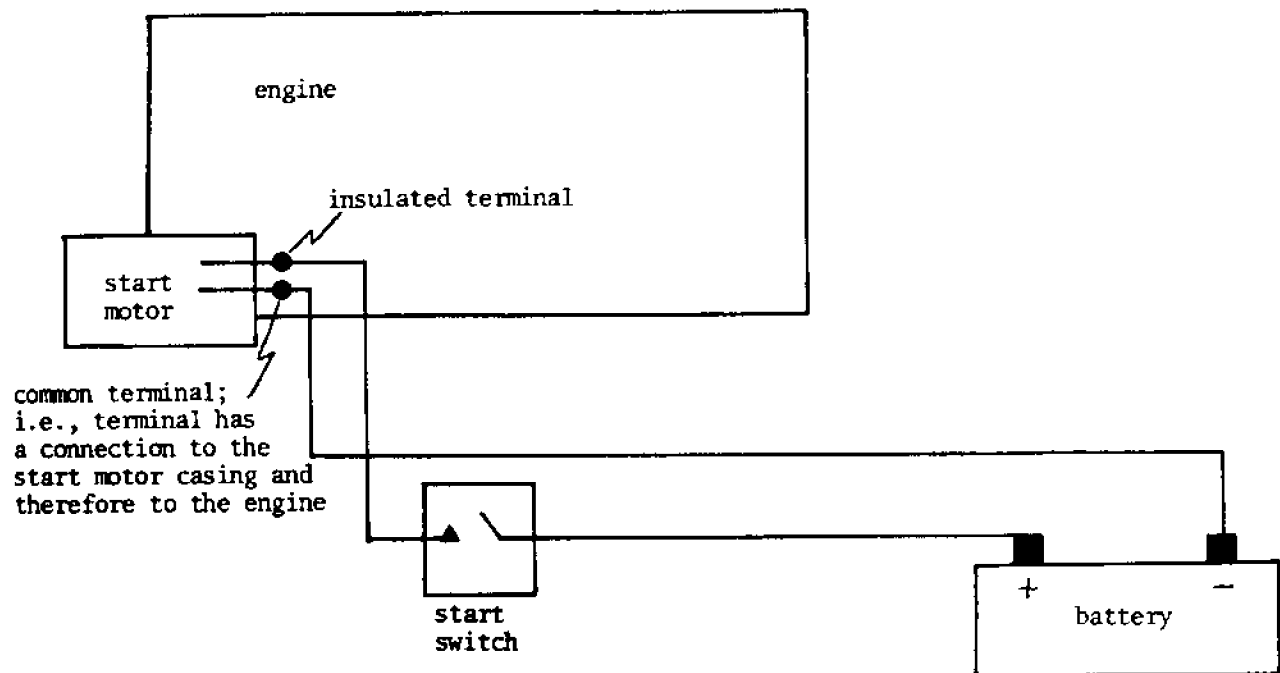 engine
insulated terminal
start
motor
common terminal;
i.e., terminal has
a connection to the
start motor casing and
therefore to the engine
start
switch
+ −
battery